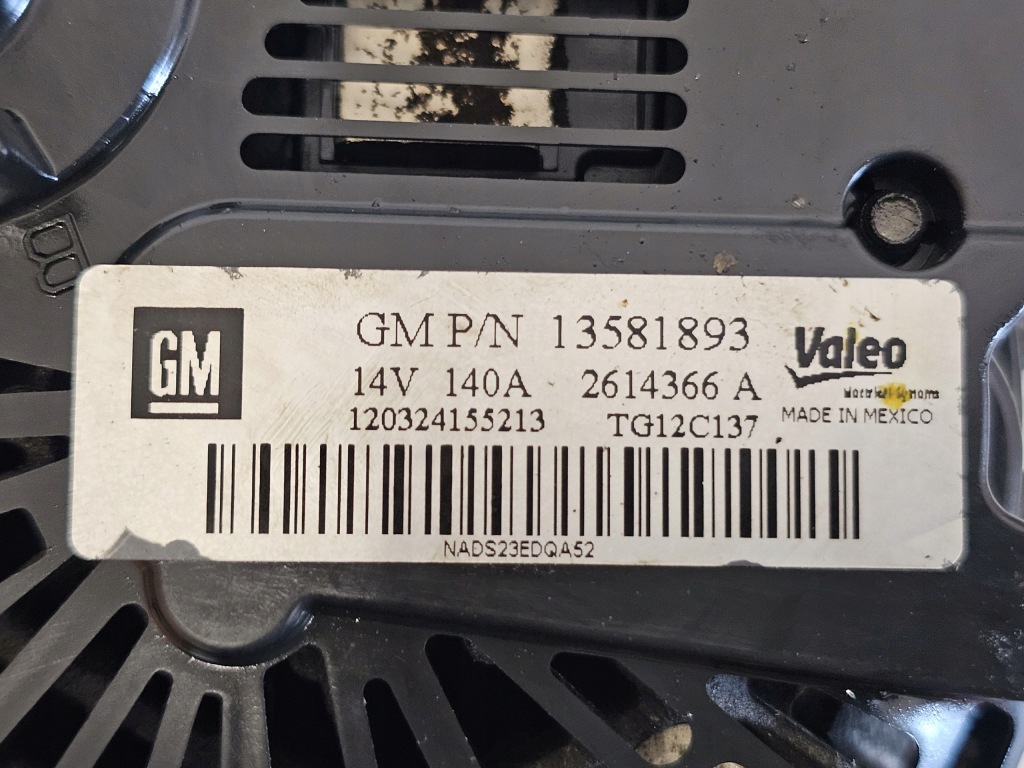 GM
GM P/N 13581893
14V 140A 2614366 A
120324155213 TG12C137
Valeo
MADE IN MEXICO
NADS23EDQA52